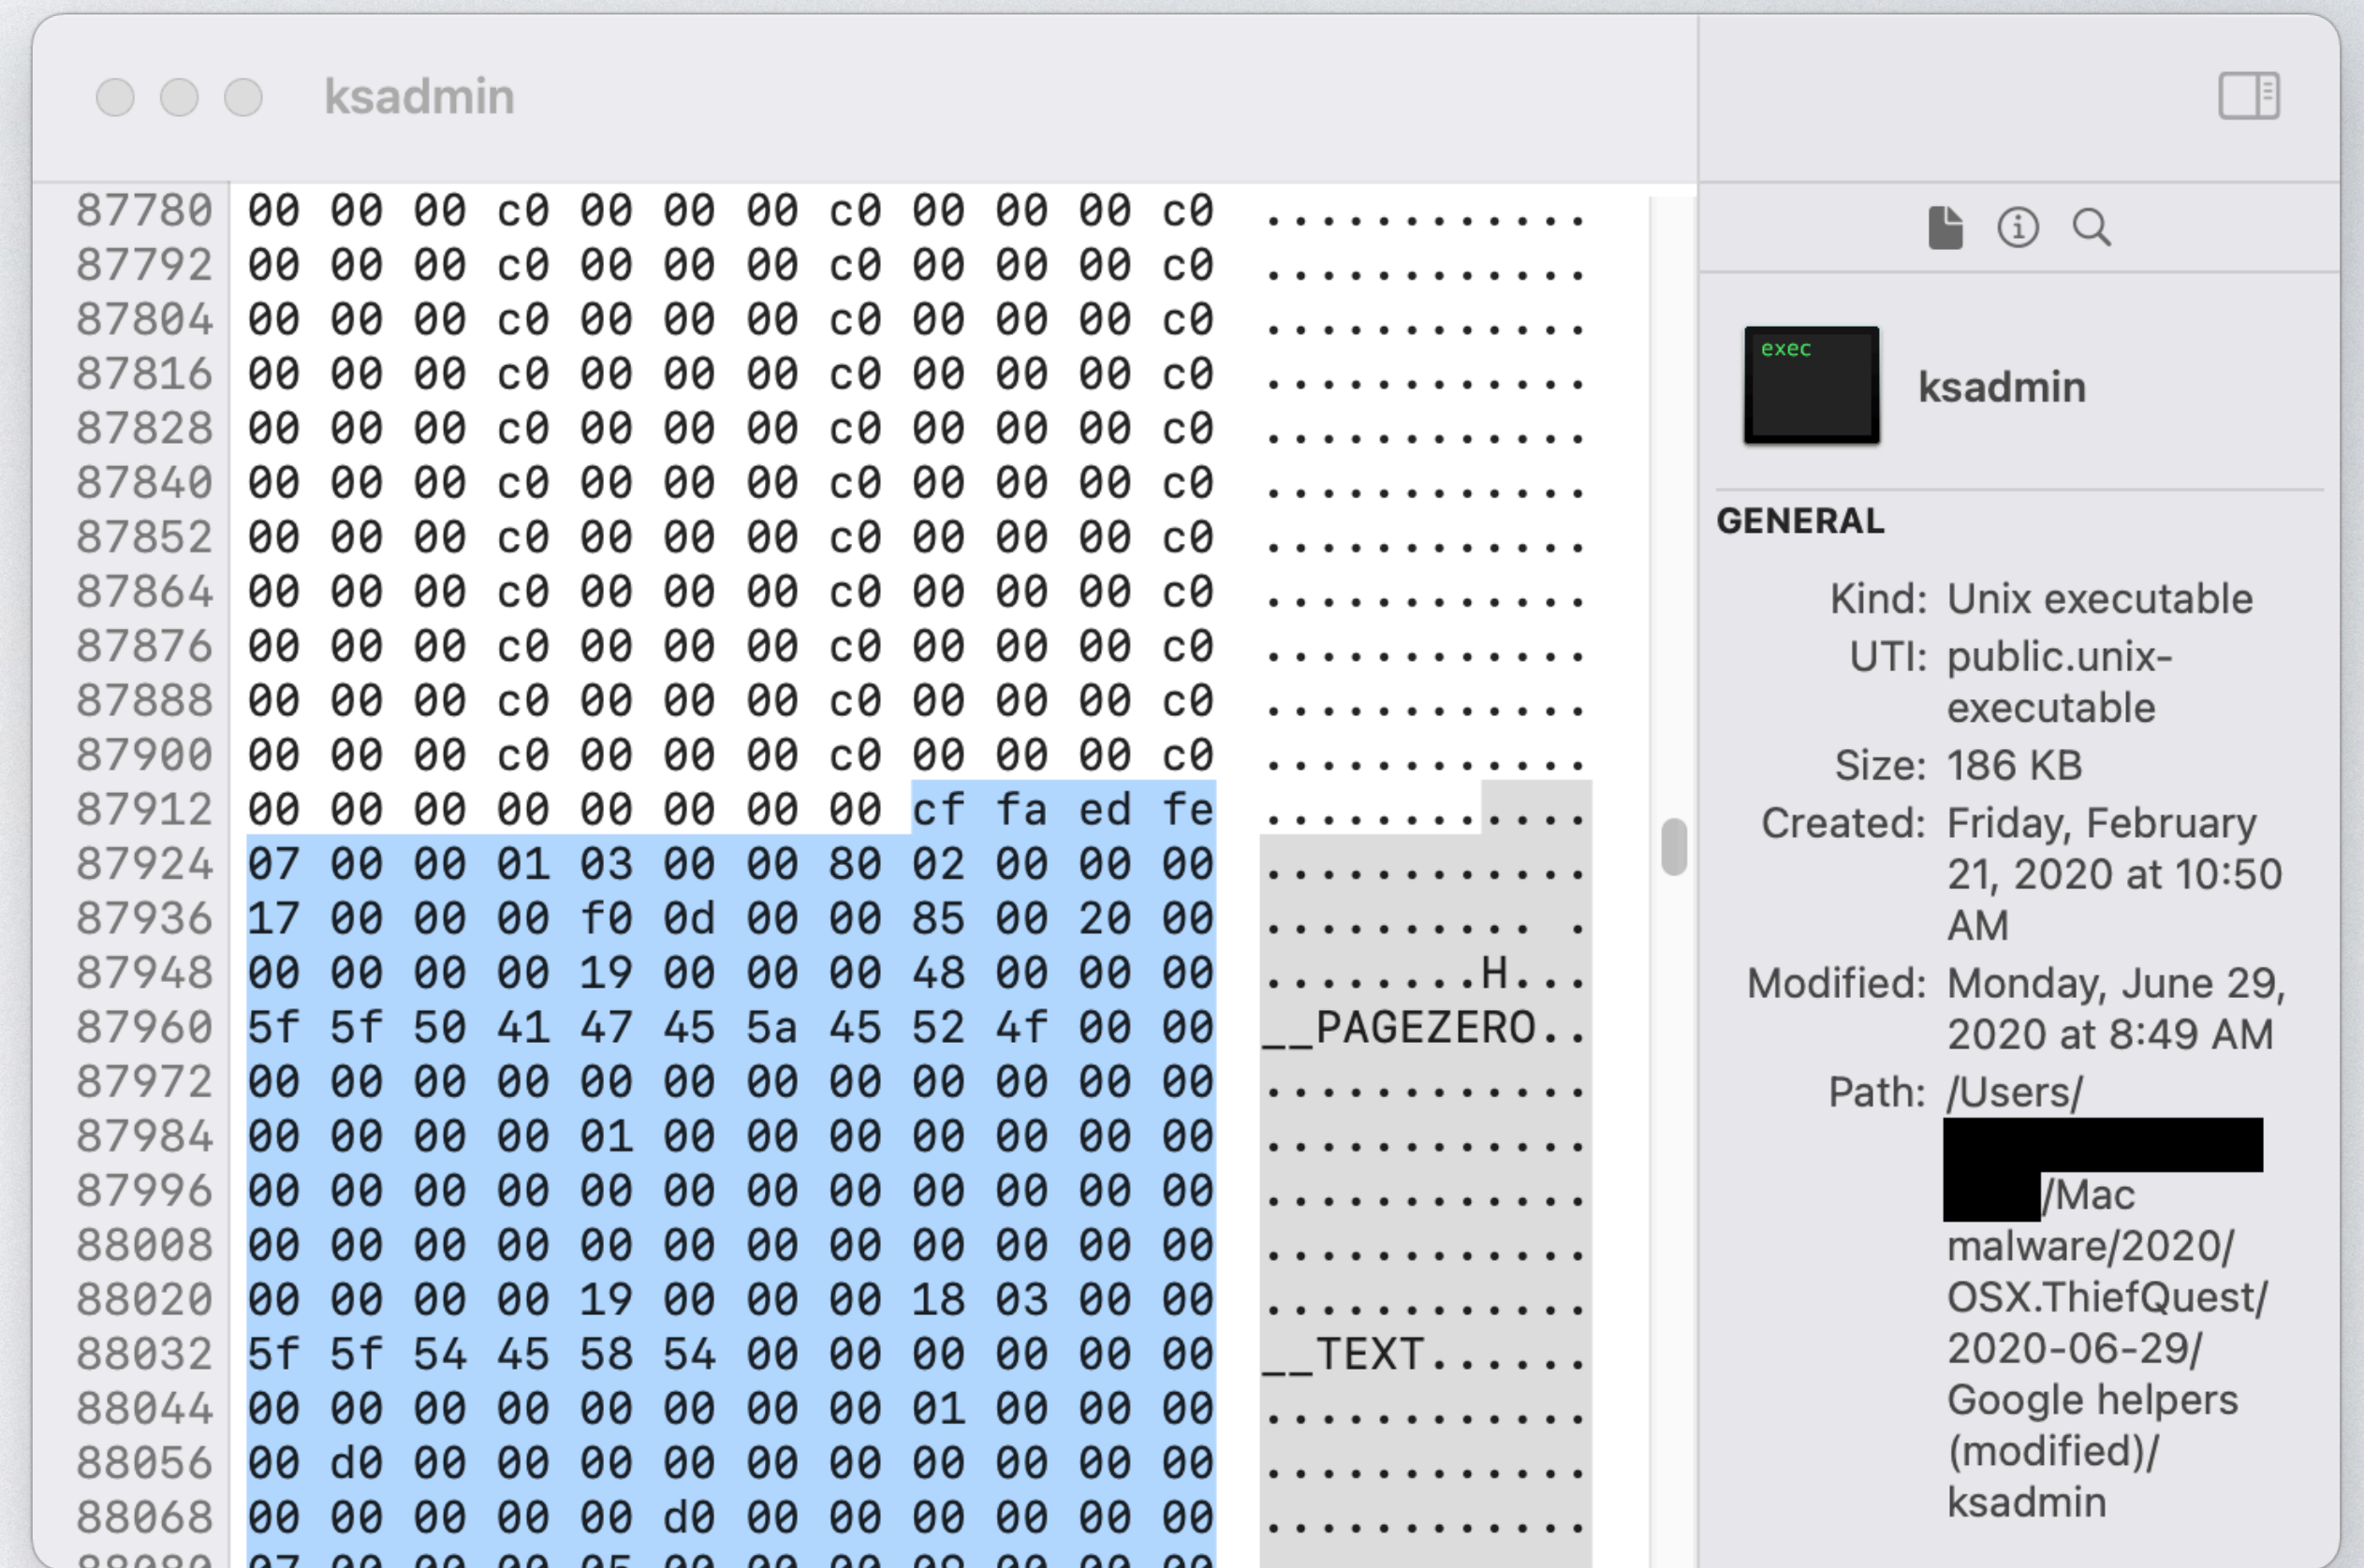 ksadmin
87780 00 00 00 c0 00 00 00 c0 00 00 00 c0 ............
87792 00 00 00 c0 00 00 00 c0 00 00 00 c0 ............
87804 00 00 00 c0 00 00 00 c0 00 00 00 c0 ............
87816 00 00 00 c0 00 00 00 c0 00 00 00 c0 ............
87828 00 00 00 c0 00 00 00 c0 00 00 00 c0 ............
87840 00 00 00 c0 00 00 00 c0 00 00 00 c0 ............
87852 00 00 00 c0 00 00 00 c0 00 00 00 c0 ............
87864 00 00 00 c0 00 00 00 c0 00 00 00 c0 ............
87876 00 00 00 c0 00 00 00 c0 00 00 00 c0 ............
87888 00 00 00 c0 00 00 00 c0 00 00 00 c0 ............
87900 00 00 00 c0 00 00 00 c0 00 00 00 c0 ............
87912 00 00 00 00 00 00 00 00 cf fa ed fe ............
87924 07 00 00 01 03 00 00 80 02 00 00 00 ............
87936 17 00 00 00 f0 0d 00 00 85 00 20 00 .......... .
87948 00 00 00 00 19 00 00 00 48 00 00 00 ........H...
87960 5f 5f 50 41 47 45 5a 45 52 4f 00 00 __PAGEZERO..
87972 00 00 00 00 00 00 00 00 00 00 00 00 ............
87984 00 00 00 00 01 00 00 00 00 00 00 00 ............
87996 00 00 00 00 00 00 00 00 00 00 00 00 ............
88008 00 00 00 00 00 00 00 00 00 00 00 00 ............
88020 00 00 00 00 19 00 00 00 18 03 00 00 ............
88032 5f 5f 54 45 58 54 00 00 00 00 00 00 __TEXT......
88044 00 00 00 00 00 00 00 00 01 00 00 00 ............
88056 00 d0 00 00 00 00 00 00 00 00 00 00 ............
88068 00 00 00 00 00 d0 00 00 00 00 00 00 ............
exec
ksadmin
GENERAL
Kind: Unix executable
UTI: public.unix-
executable
Size: 186 KB
Created: Friday, February
21, 2020 at 10:50
AM
Modified: Monday, June 29,
2020 at 8:49 AM
Path: /Users/
/Mac
malware/2020/
OSX.ThiefQuest/
2020-06-29/
Google helpers
(modified)/
ksadmin